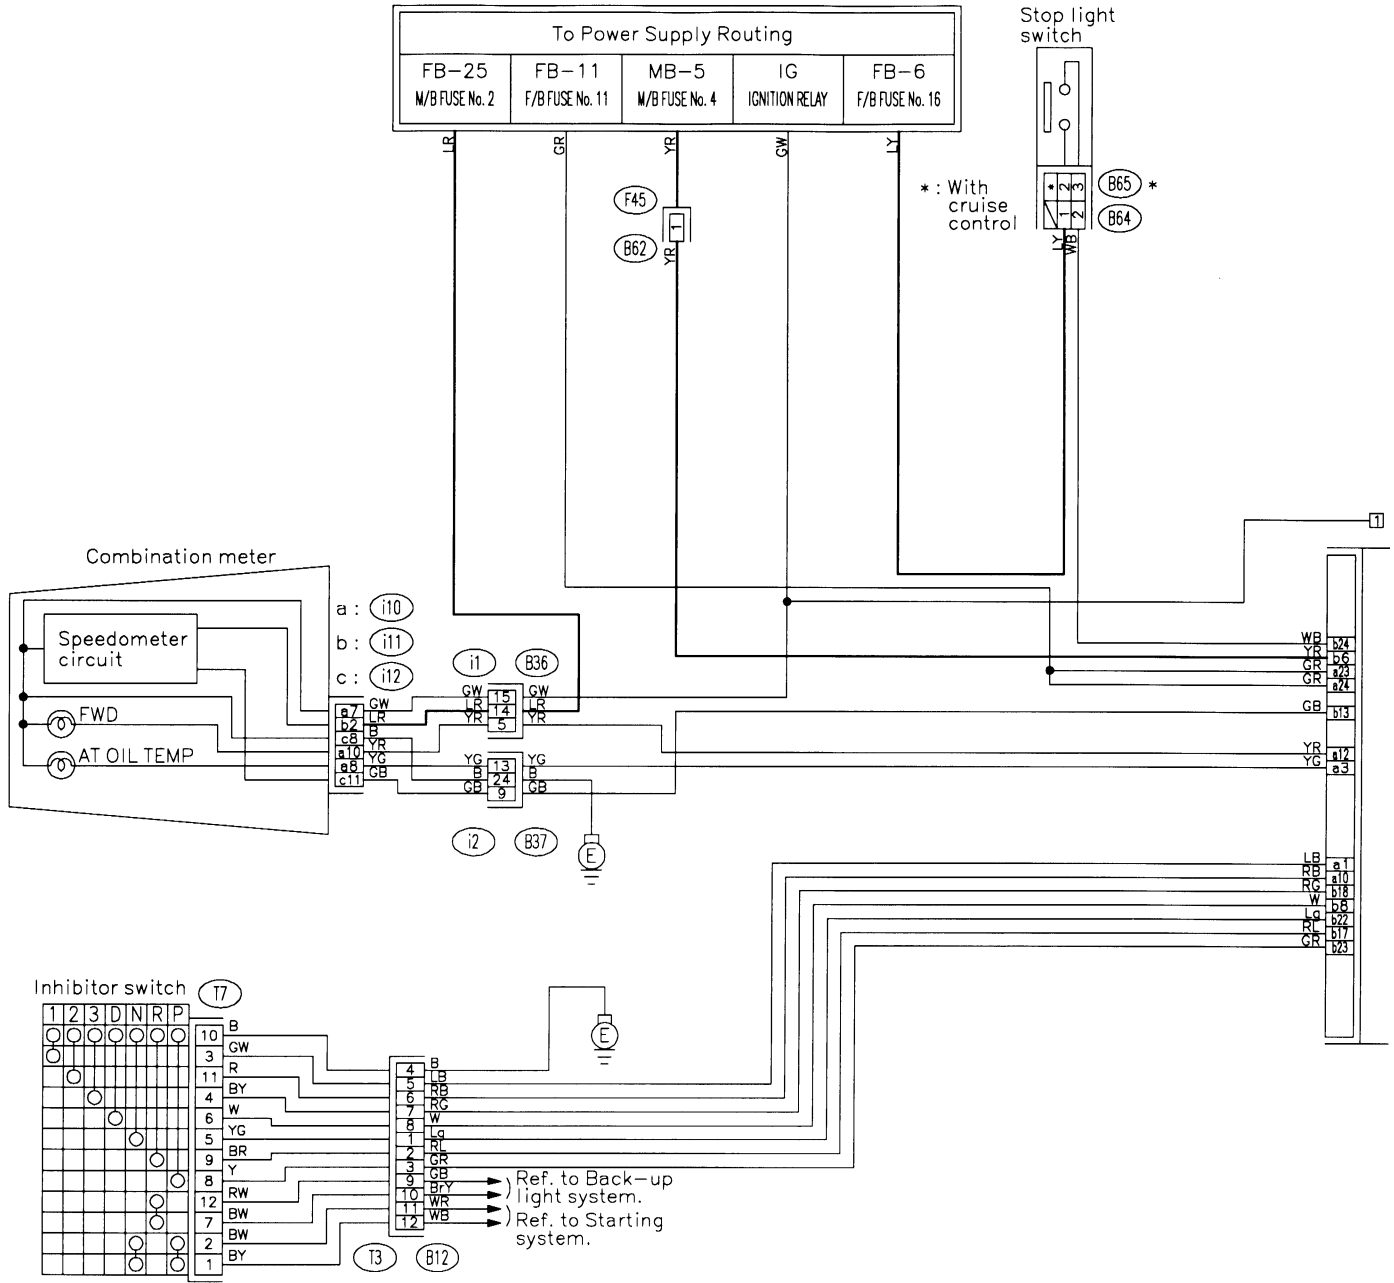 To Power Supply Routing
FB-25
M/B FUSE No. 2
FB-11
F/B FUSE No. 11
MB-5
M/B FUSE No. 4
IG
IGNITION RELAY
FB-6
F/B FUSE No. 16
LR
GR
YR
GW
LY
Stop light
switch
* 2 3
1 2
B65 *
B64
LY
WB
* : With
cruise
control
F45
1
B62
YR
1
Combination meter
Speedometer
circuit
FWD
AT OIL TEMP
a : i10
b : i11
c : i12
a7 GW
b2 LR
c8 B
a10 YR
a8 YG
c11 GB
i1 B36
GW 15 GW
LR 14 LR
YR 5 YR
YG 13 YG
B 24 B
GB 9 GB
i2 B37
E
WB b24
YR b6
GR a23
GR a24
GB b13
YR a12
YG a3
LB a1
RB a10
RG b18
W b8
Lg b22
RL b17
GR b23
Inhibitor switch
T7
1 2 3 D N R P
10 B
3 GW
11 R
4 BY
6 W
5 YG
9 BR
8 Y
12 RW
7 BW
2 BW
1 BY
E
4 B
5 LB
6 RB
7 RG
8 W
1 Lg
2 RL
3 GR
9 GB
10 BrY
11 WR
12 WB
Ref. to Back-up
light system.
Ref. to Starting
system.
T3 B12